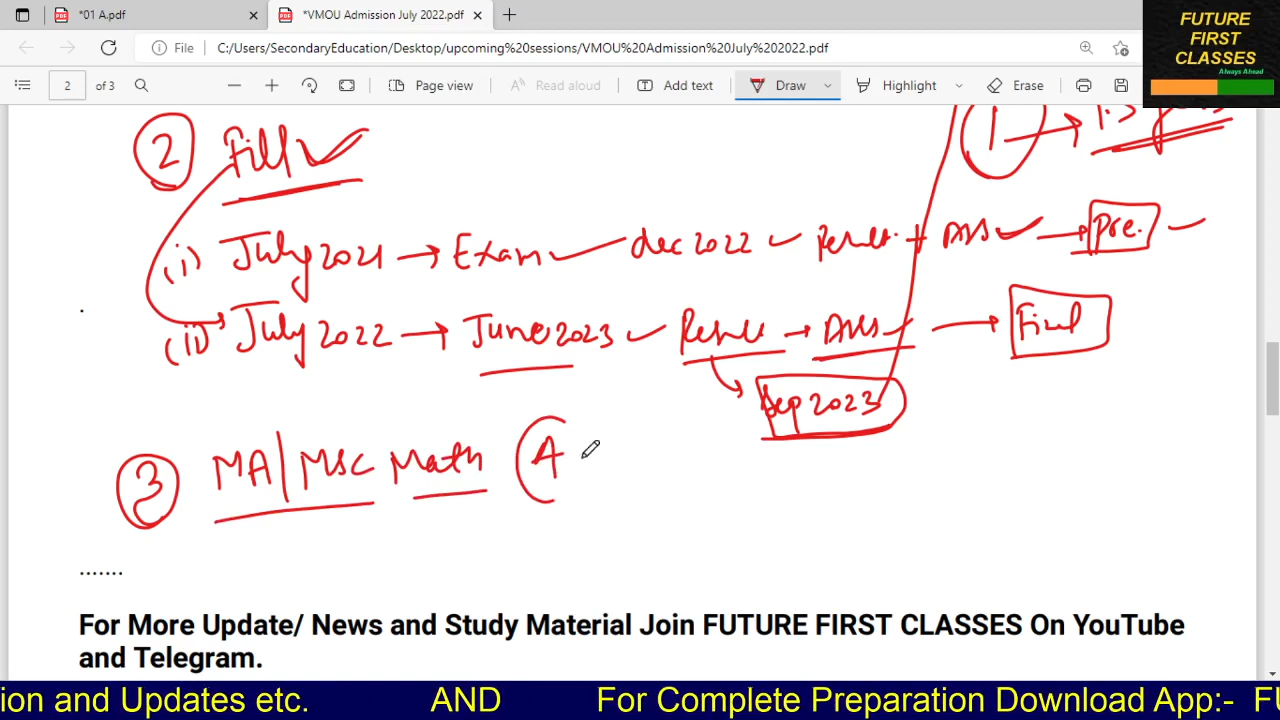 *01 A.pdf
*VMOU Admission July 2022.pdf
File C:/Users/SecondaryEducation/Desktop/upcoming%20sessions/VMOU%20Admission%20July%202022.pdf
2 of 3 Page view Read aloud Add text Draw Highlight Erase
FUTURE
FIRST
CLASSES
Always Ahead
② Fill ✓
1 →
(i) July 2021 → Exam ✓ dec 2022 ✓ Result + ASS ✓ → Pre. ✓
(ii) July 2022 → June 2023 ✓ Result → ASS ✓ → Final
Sep 2023
③ MA | MSC Math (A
.
.......
For More Update/ News and Study Material Join FUTURE FIRST CLASSES On YouTube
and Telegram.
ion and Updates etc. AND For Complete Preparation Download App:- FU